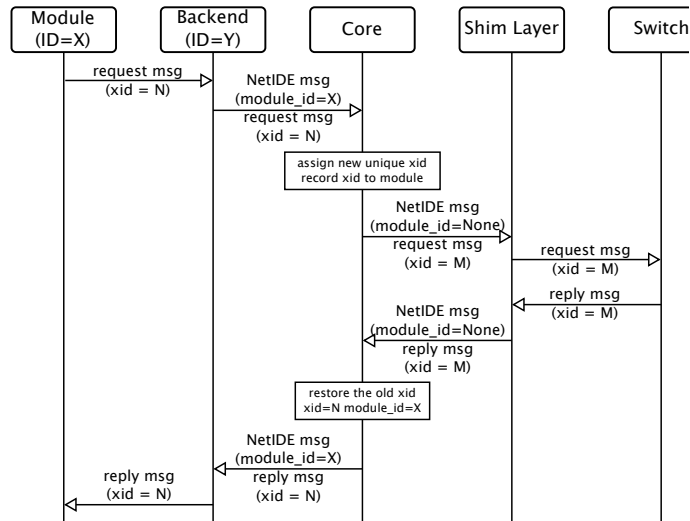 Module
(ID=X)
Backend
(ID=Y)
Core
Shim Layer
Switch
request msg
(xid = N)
NetIDE msg
(module_id=X)
request msg
(xid = N)
assign new unique xid
record xid to module
NetIDE msg
(module_id=None)
request msg
(xid = M)
request msg
(xid = M)
reply msg
(xid = M)
NetIDE msg
(module_id=None)
reply msg
(xid = M)
restore the old xid
xid=N module_id=X
NetIDE msg
(module_id=X)
reply msg
(xid = N)
reply msg
(xid = N)